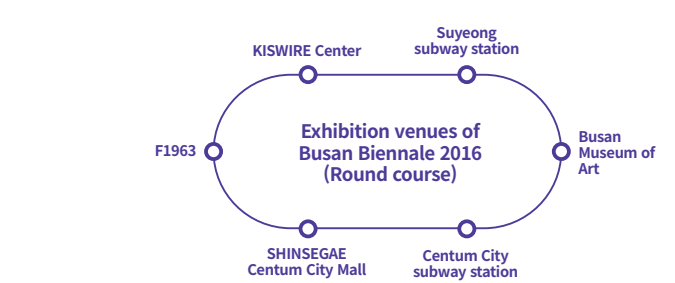 KISWIRE Center
Suyeong
subway station
F1963
Exhibition venues of
Busan Biennale 2016
(Round course)
Busan
Museum of
Art
SHINSEGAE
Centum City Mall
Centum City
subway station